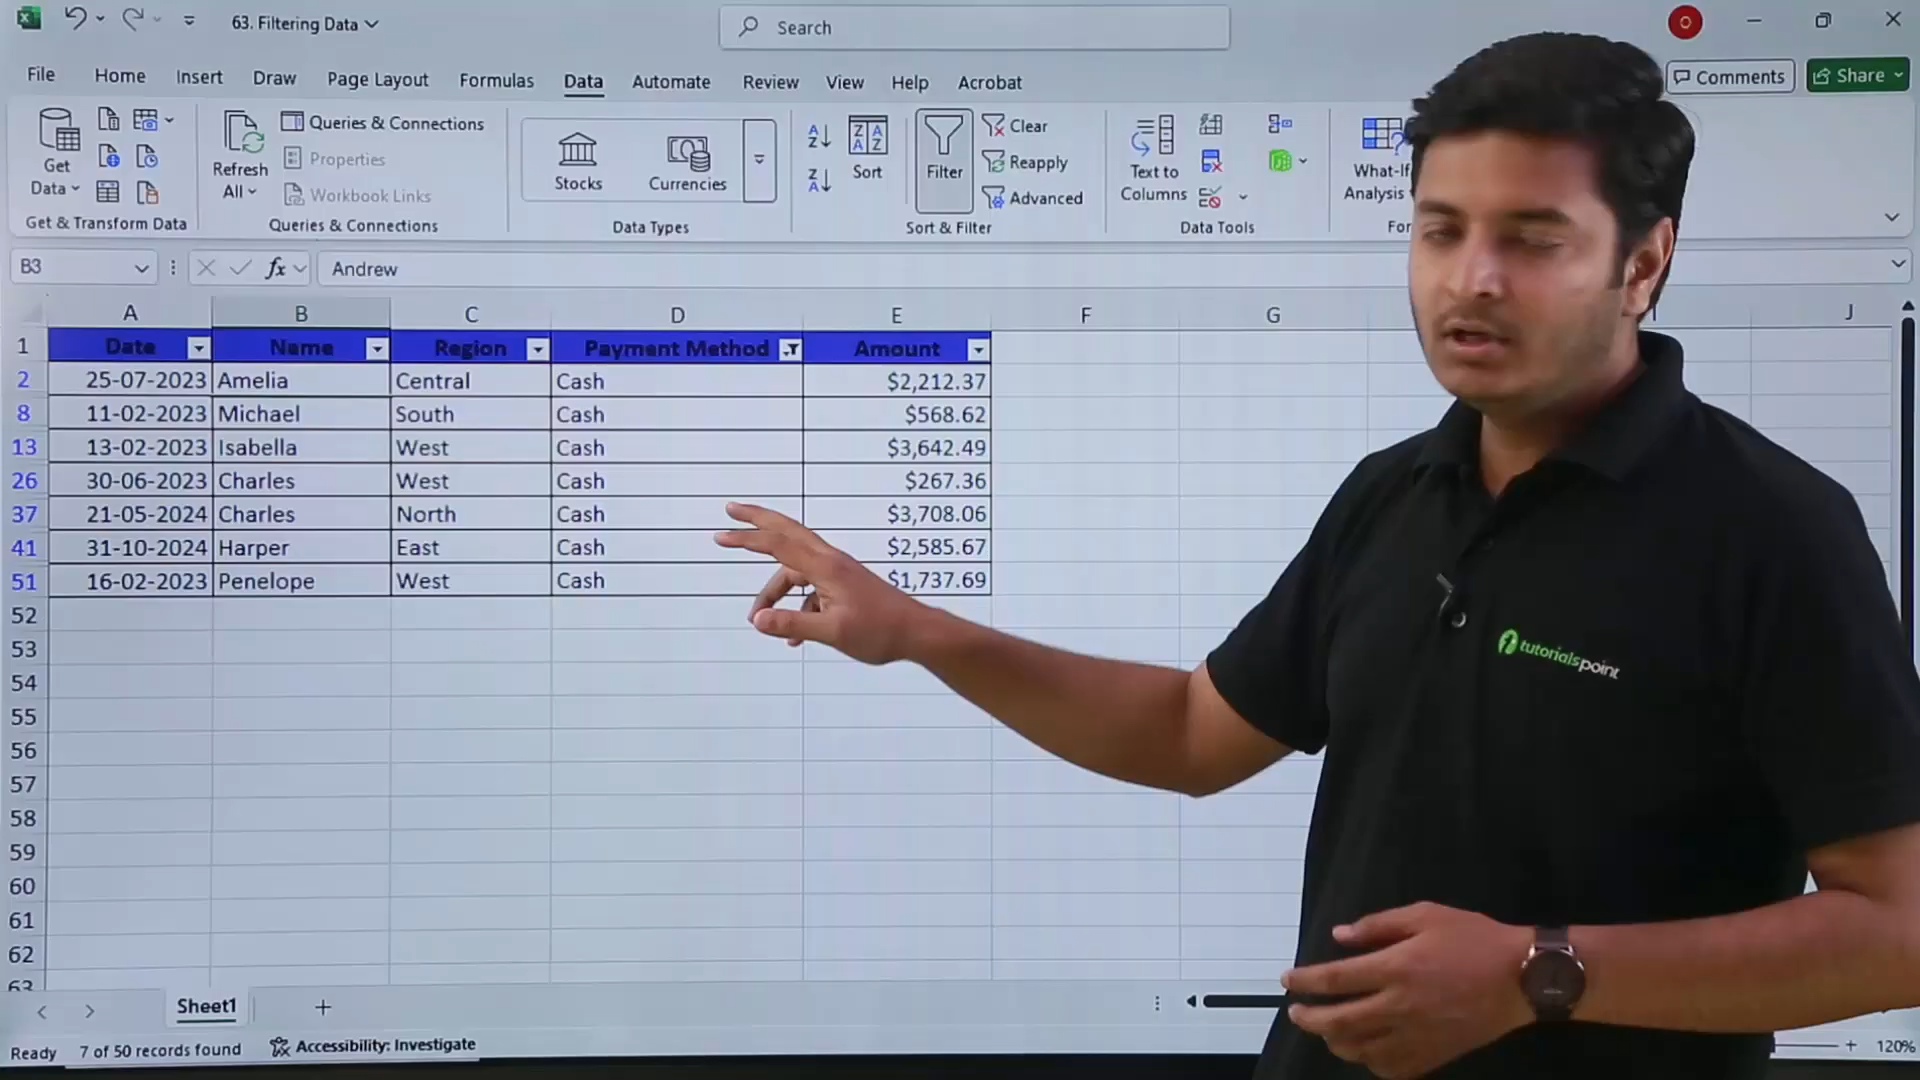 63. Filtering Data
Search
File Home Insert Draw Page Layout Formulas Data Automate Review View Help Acrobat
Comments Share
Get Data
Refresh All
Queries & Connections
Properties
Workbook Links
Stocks
Currencies
Sort
Filter
Clear
Reapply
Advanced
Text to Columns
What-If Analysis
Get & Transform Data
Queries & Connections
Data Types
Sort & Filter
Data Tools
For
B3 fx Andrew
A B C D E F G I J
1 Date Name Region Payment Method Amount
2 25-07-2023 Amelia Central Cash $2,212.37
8 11-02-2023 Michael South Cash $568.62
13 13-02-2023 Isabella West Cash $3,642.49
26 30-06-2023 Charles West Cash $267.36
37 21-05-2024 Charles North Cash $3,708.06
41 31-10-2024 Harper East Cash $2,585.67
51 16-02-2023 Penelope West Cash $1,737.69
52
53
54
55
56
57
58
59
60
61
62
63
tutorialspoint
Sheet1
Ready 7 of 50 records found Accessibility: Investigate 120%